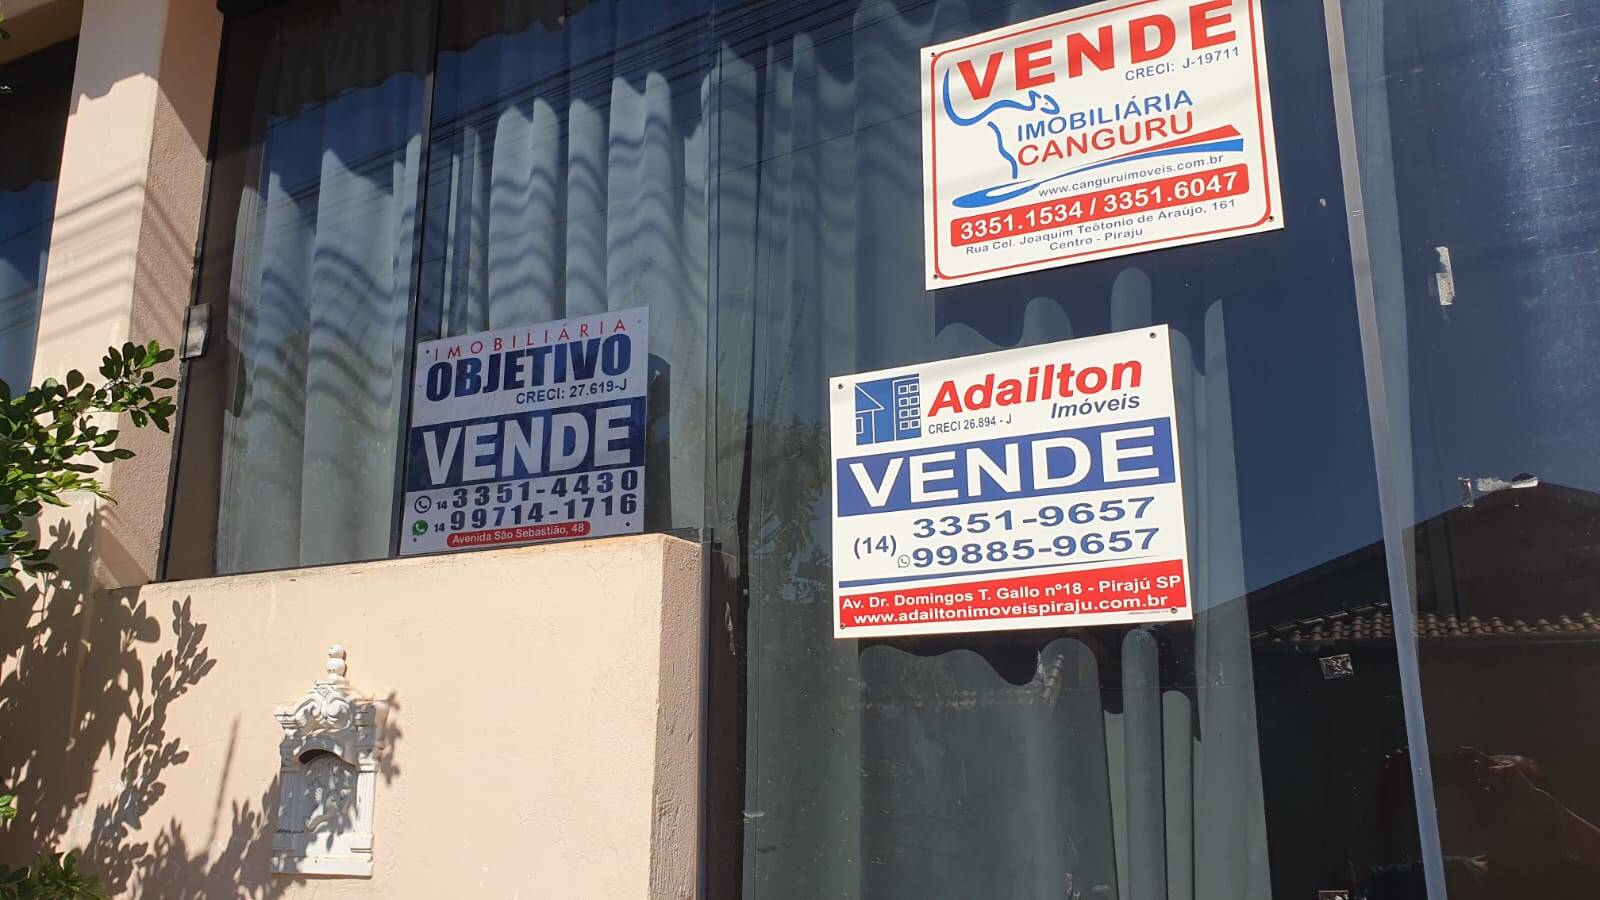 VENDE
CRECI: J-19711
IMOBILIÁRIA
CANGURU
www.canguruimoveis.com.br
3351.1534 / 3351.6047
Rua Cel. Joaquim Teôtonio de Araújo, 161
Centro - Piraju
IMOBILIÁRIA
OBJETIVO
CRECI: 27.619-J
VENDE
14 3351-4430
14 99714-1716
Avenida São Sebastião, 48
Adailton
Imóveis
CRECI 26.894 - J
VENDE
3351-9657
(14) 99885-9657
Av. Dr. Domingos T. Gallo nº18 - Pirajú SP
www.adailtonimoveispiraju.com.br